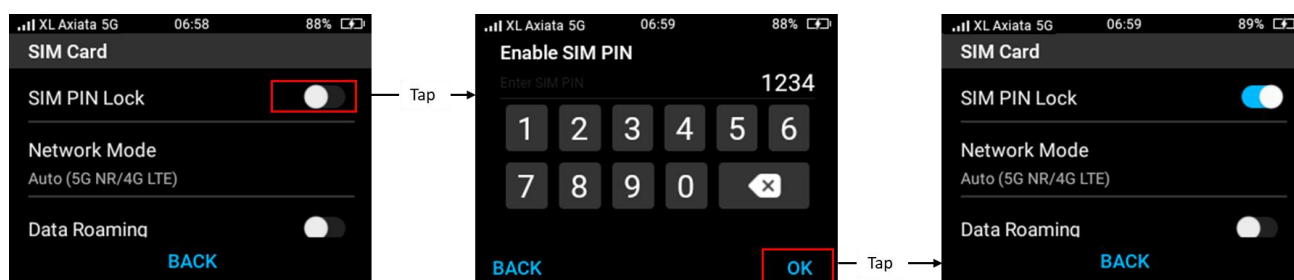 XL Axiata 5G 06:58 88%
SIM Card
SIM PIN Lock
Network Mode
Auto (5G NR/4G LTE)
Data Roaming
BACK
Tap
XL Axiata 5G 06:59 88%
Enable SIM PIN
Enter SIM PIN 1234
1 2 3 4 5 6
7 8 9 0
BACK OK
Tap
XL Axiata 5G 06:59 89%
SIM Card
SIM PIN Lock
Network Mode
Auto (5G NR/4G LTE)
Data Roaming
BACK